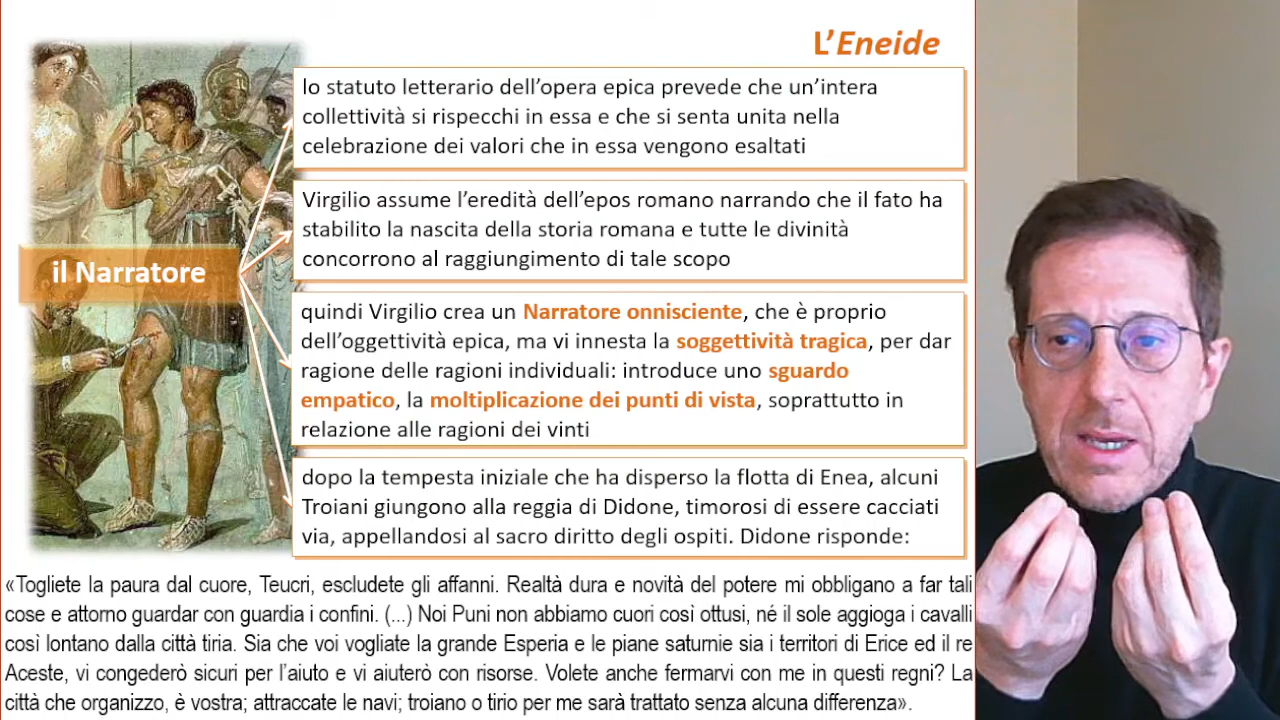 L'Eneide
lo statuto letterario dell'opera epica prevede che un'intera
collettività si rispecchi in essa e che si senta unita nella
celebrazione dei valori che in essa vengono esaltati
Virgilio assume l'eredità dell'epos romano narrando che il fato ha
stabilito la nascita della storia romana e tutte le divinità
concorrono al raggiungimento di tale scopo
il Narratore
quindi Virgilio crea un Narratore onnisciente, che è proprio
dell'oggettività epica, ma vi innesta la soggettività tragica, per dar
ragione delle ragioni individuali: introduce uno sguardo
empatico, la moltiplicazione dei punti di vista, soprattutto in
relazione alle ragioni dei vinti
dopo la tempesta iniziale che ha disperso la flotta di Enea, alcuni
Troiani giungono alla reggia di Didone, timorosi di essere cacciati
via, appellandosi al sacro diritto degli ospiti. Didone risponde:
«Togliete la paura dal cuore, Teucri, escludete gli affanni. Realtà dura e novità del potere mi obbligano a far tali
cose e attorno guardar con guardia i confini. (...) Noi Puni non abbiamo cuori così ottusi, né il sole aggioga i cavalli
così lontano dalla città tiria. Sia che voi vogliate la grande Esperia e le piane saturnie sia i territori di Erice ed il re
Aceste, vi congederò sicuri per l'aiuto e vi aiuterò con risorse. Volete anche fermarvi con me in questi regni? La
città che organizzo, è vostra; attraccate le navi; troiano o tirio per me sarà trattato senza alcuna differenza».